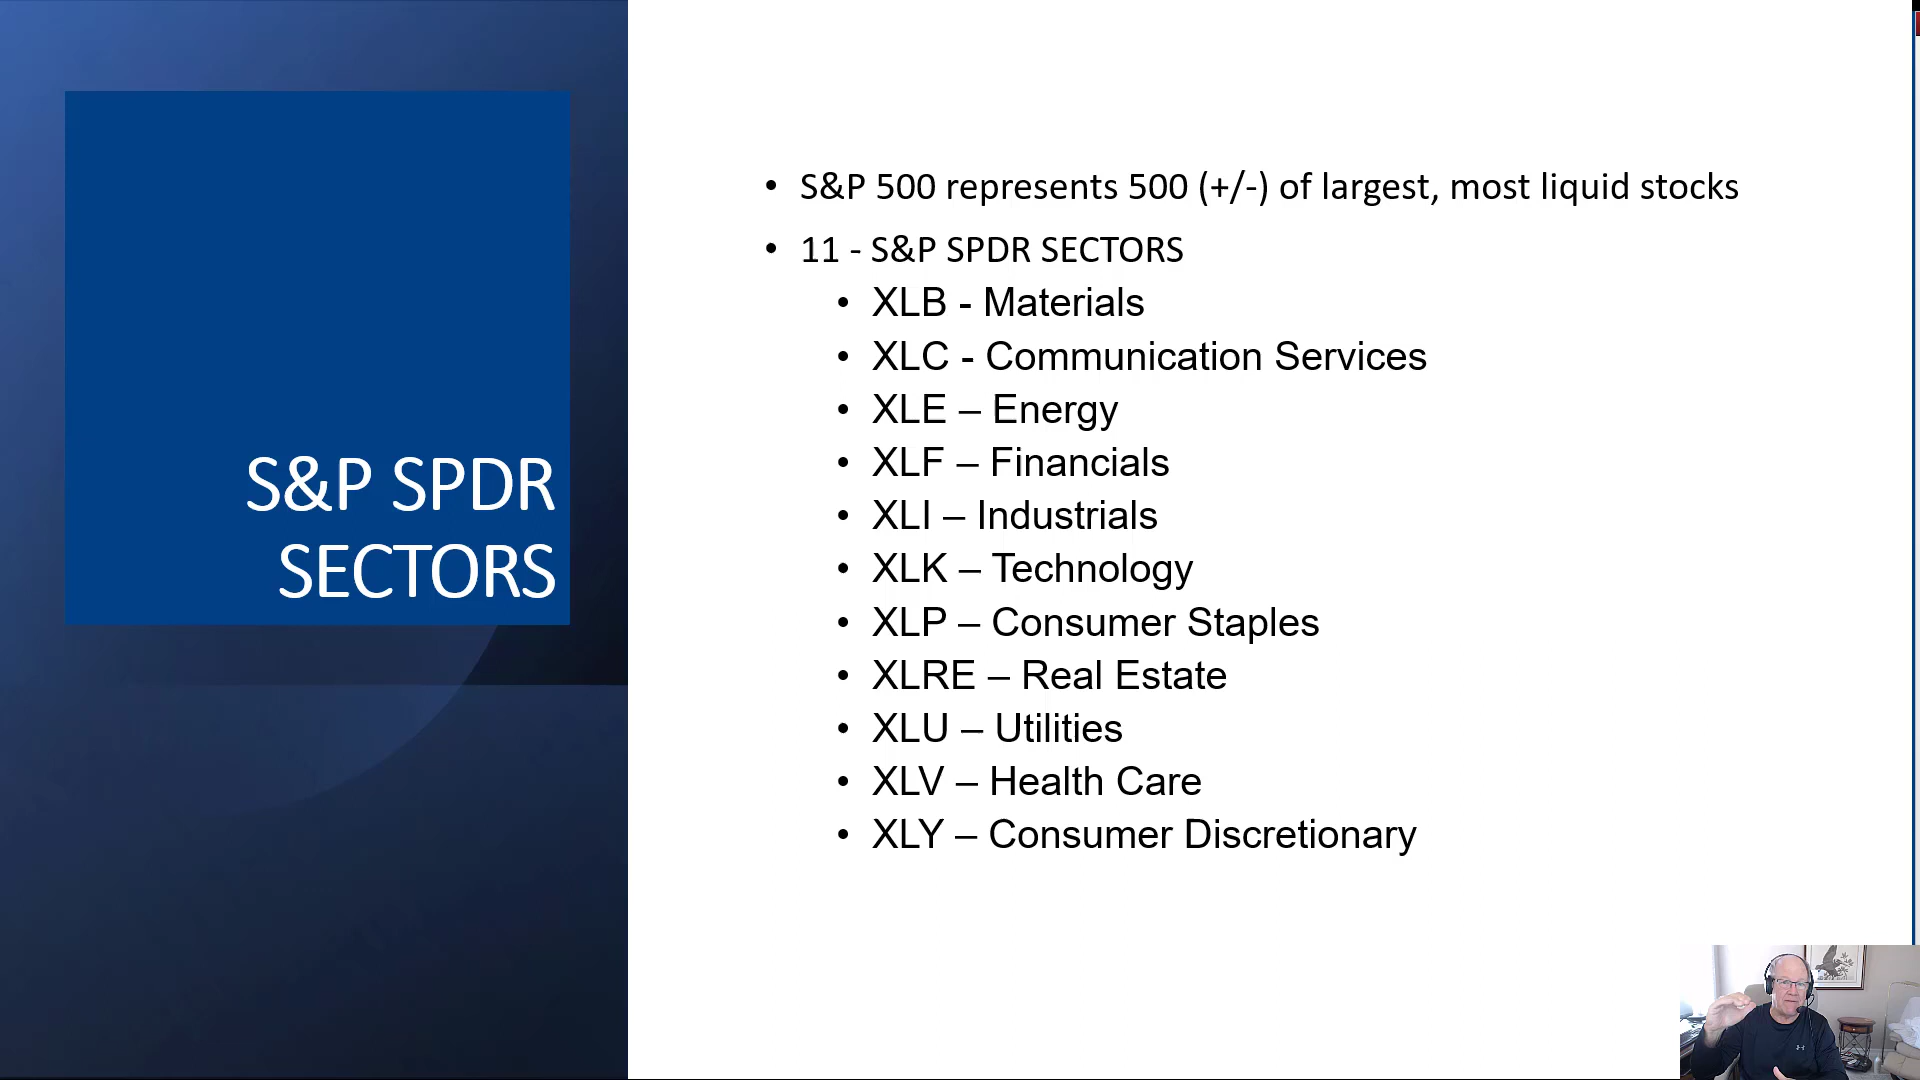 S&P SPDR
SECTORS
• S&P 500 represents 500 (+/-) of largest, most liquid stocks
• 11 - S&P SPDR SECTORS
• XLB - Materials
• XLC - Communication Services
• XLE – Energy
• XLF – Financials
• XLI – Industrials
• XLK – Technology
• XLP – Consumer Staples
• XLRE – Real Estate
• XLU – Utilities
• XLV – Health Care
• XLY – Consumer Discretionary